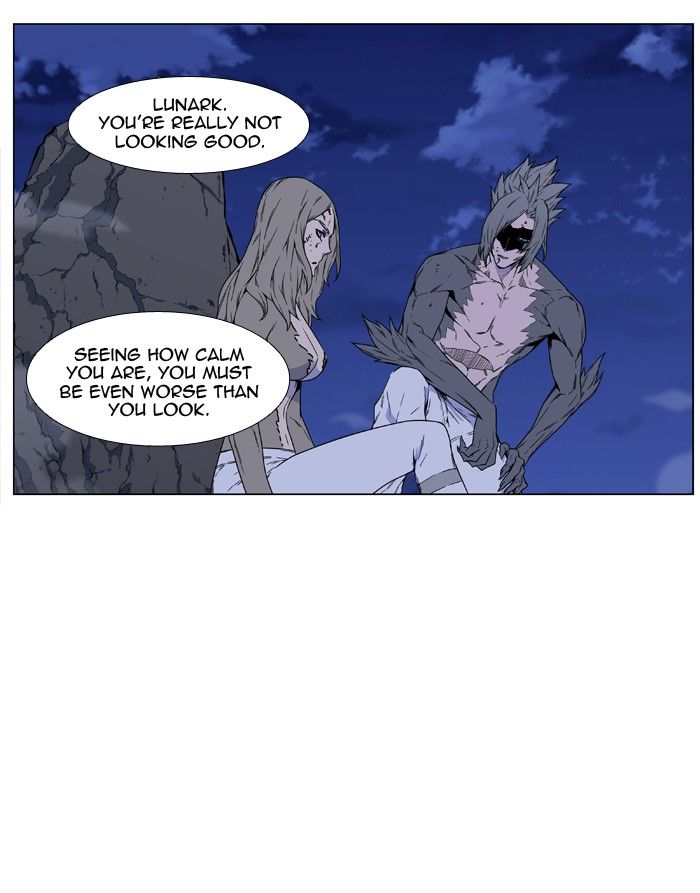 LUNARK.
YOU'RE REALLY NOT
LOOKING GOOD.
SEEING HOW CALM
YOU ARE, YOU MUST
BE EVEN WORSE THAN
YOU LOOK.